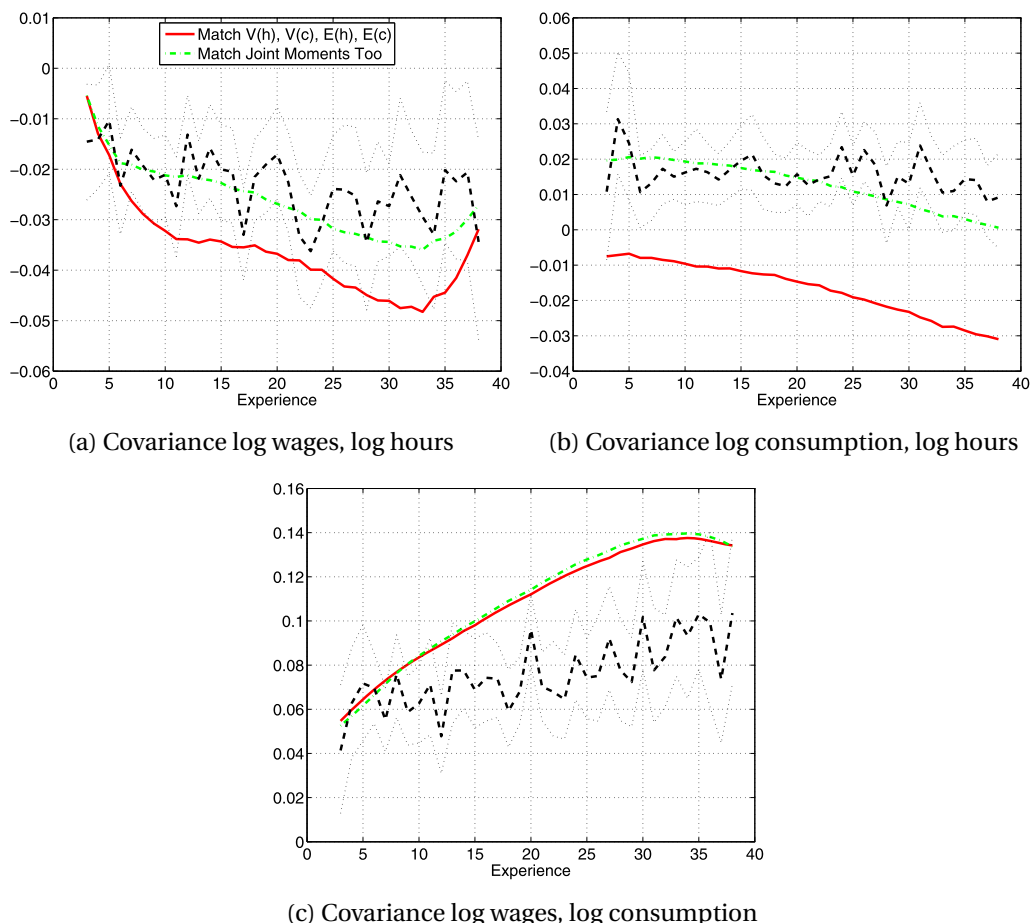 0.01
0
−0.01
−0.02
−0.03
−0.04
−0.05
−0.06
0 5 10 15 20 25 30 35 40
Experience
Match V(h), V(c), E(h), E(c)
Match Joint Moments Too
(a) Covariance log wages, log hours
0.06
0.05
0.04
0.03
0.02
0.01
0
−0.01
−0.02
−0.03
−0.04
0 5 10 15 20 25 30 35 40
Experience
(b) Covariance log consumption, log hours
0.16
0.14
0.12
0.1
0.08
0.06
0.04
0.02
0
0 5 10 15 20 25 30 35 40
Experience
(c) Covariance log wages, log consumption